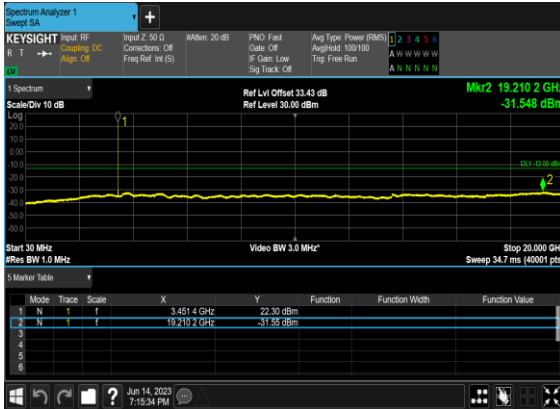 Spectrum Analyzer 1
Swept SA
+
KEYSIGHT Input: RF Input Z: 50 Ω #Atten: 20 dB PNO: Fast Avg Type: Power (RMS) 1 2 3 4 5 6
R T Coupling: DC Corrections: Off Gate: Off Avg|Hold: 100/100 A W W W W W
Align: Off Freq Ref: Int (S) IF Gain: Low Trig: Free Run
Sig Track: Off A N N N N N
1 Spectrum Ref Lvl Offset 33.43 dB Mkr2 19.210 2 GHz
Scale/Div 10 dB Ref Level 30.00 dBm -31.548 dBm
Log
20.0
10.0
0.00
-10.0
-20.0
-30.0
-40.0
-50.0
-60.0
1
DL1 -13.00 dBm
2
Start 30 MHz Video BW 3.0 MHz* Stop 20.000 GHz
#Res BW 1.0 MHz Sweep 34.7 ms (40001 pts)
5 Marker Table
Mode Trace Scale X Y Function Function Width Function Value
1 N 1 f 3.451 4 GHz 22.30 dBm
2 N 1 f 19.210 2 GHz -31.55 dBm
3
4
5
6
? Jun 14, 2023
7:15:34 PM